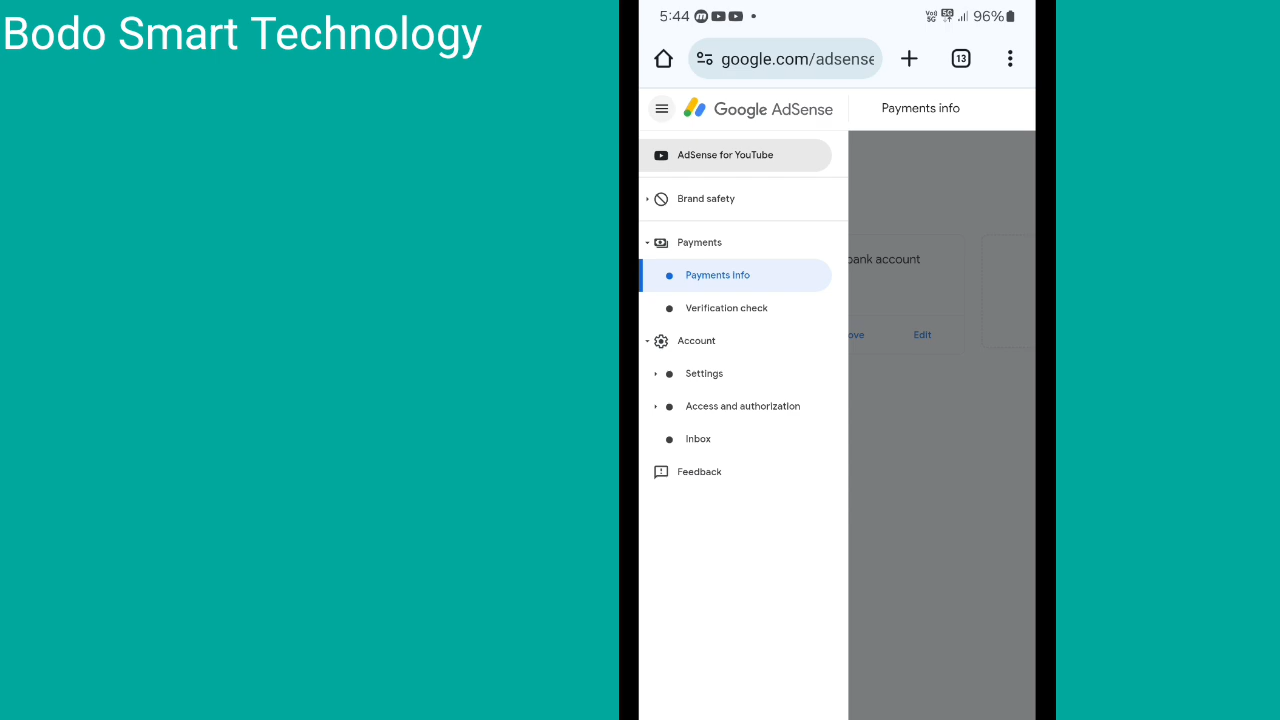 Bodo Smart Technology
5:44
96%
google.com/adsense
13
Google AdSense
Payments info
AdSense for YouTube
Brand safety
Payments
Payments info
Verification check
Account
Settings
Access and authorization
Inbox
Feedback
bank account
ove
Edit